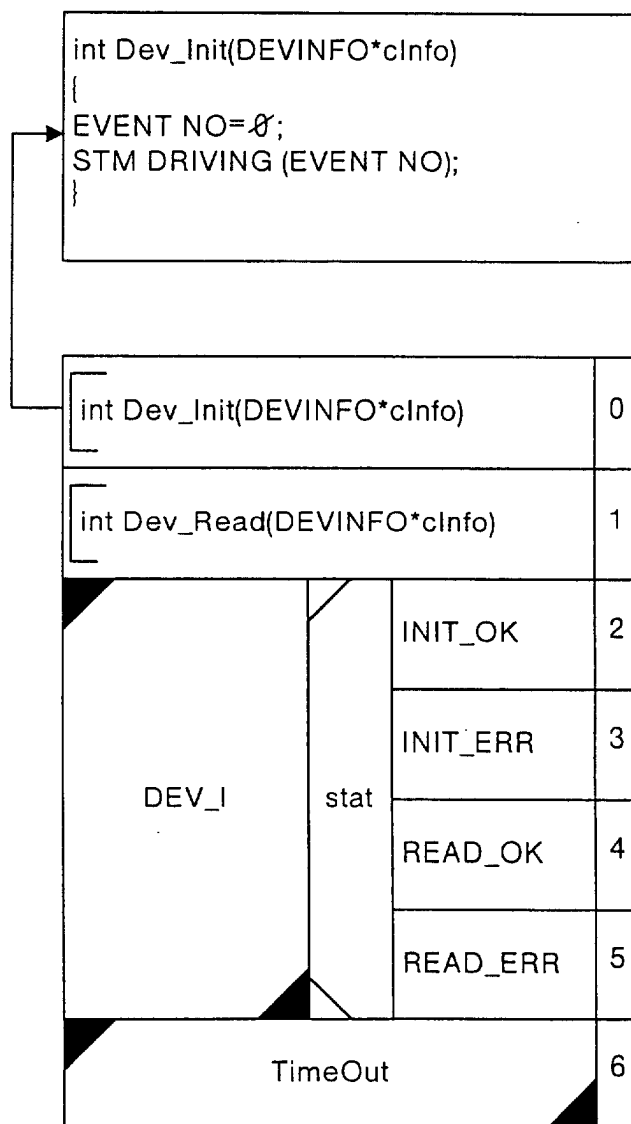 int Dev_Init(DEVINFO*cInfo)
{
EVENT NO=0;
STM DRIVING (EVENT NO);
}
int Dev_Init(DEVINFO*cInfo) 0
int Dev_Read(DEVINFO*cInfo) 1
INIT_OK 2
INIT_ERR 3
DEV_I stat
READ_OK 4
READ_ERR 5
TimeOut 6